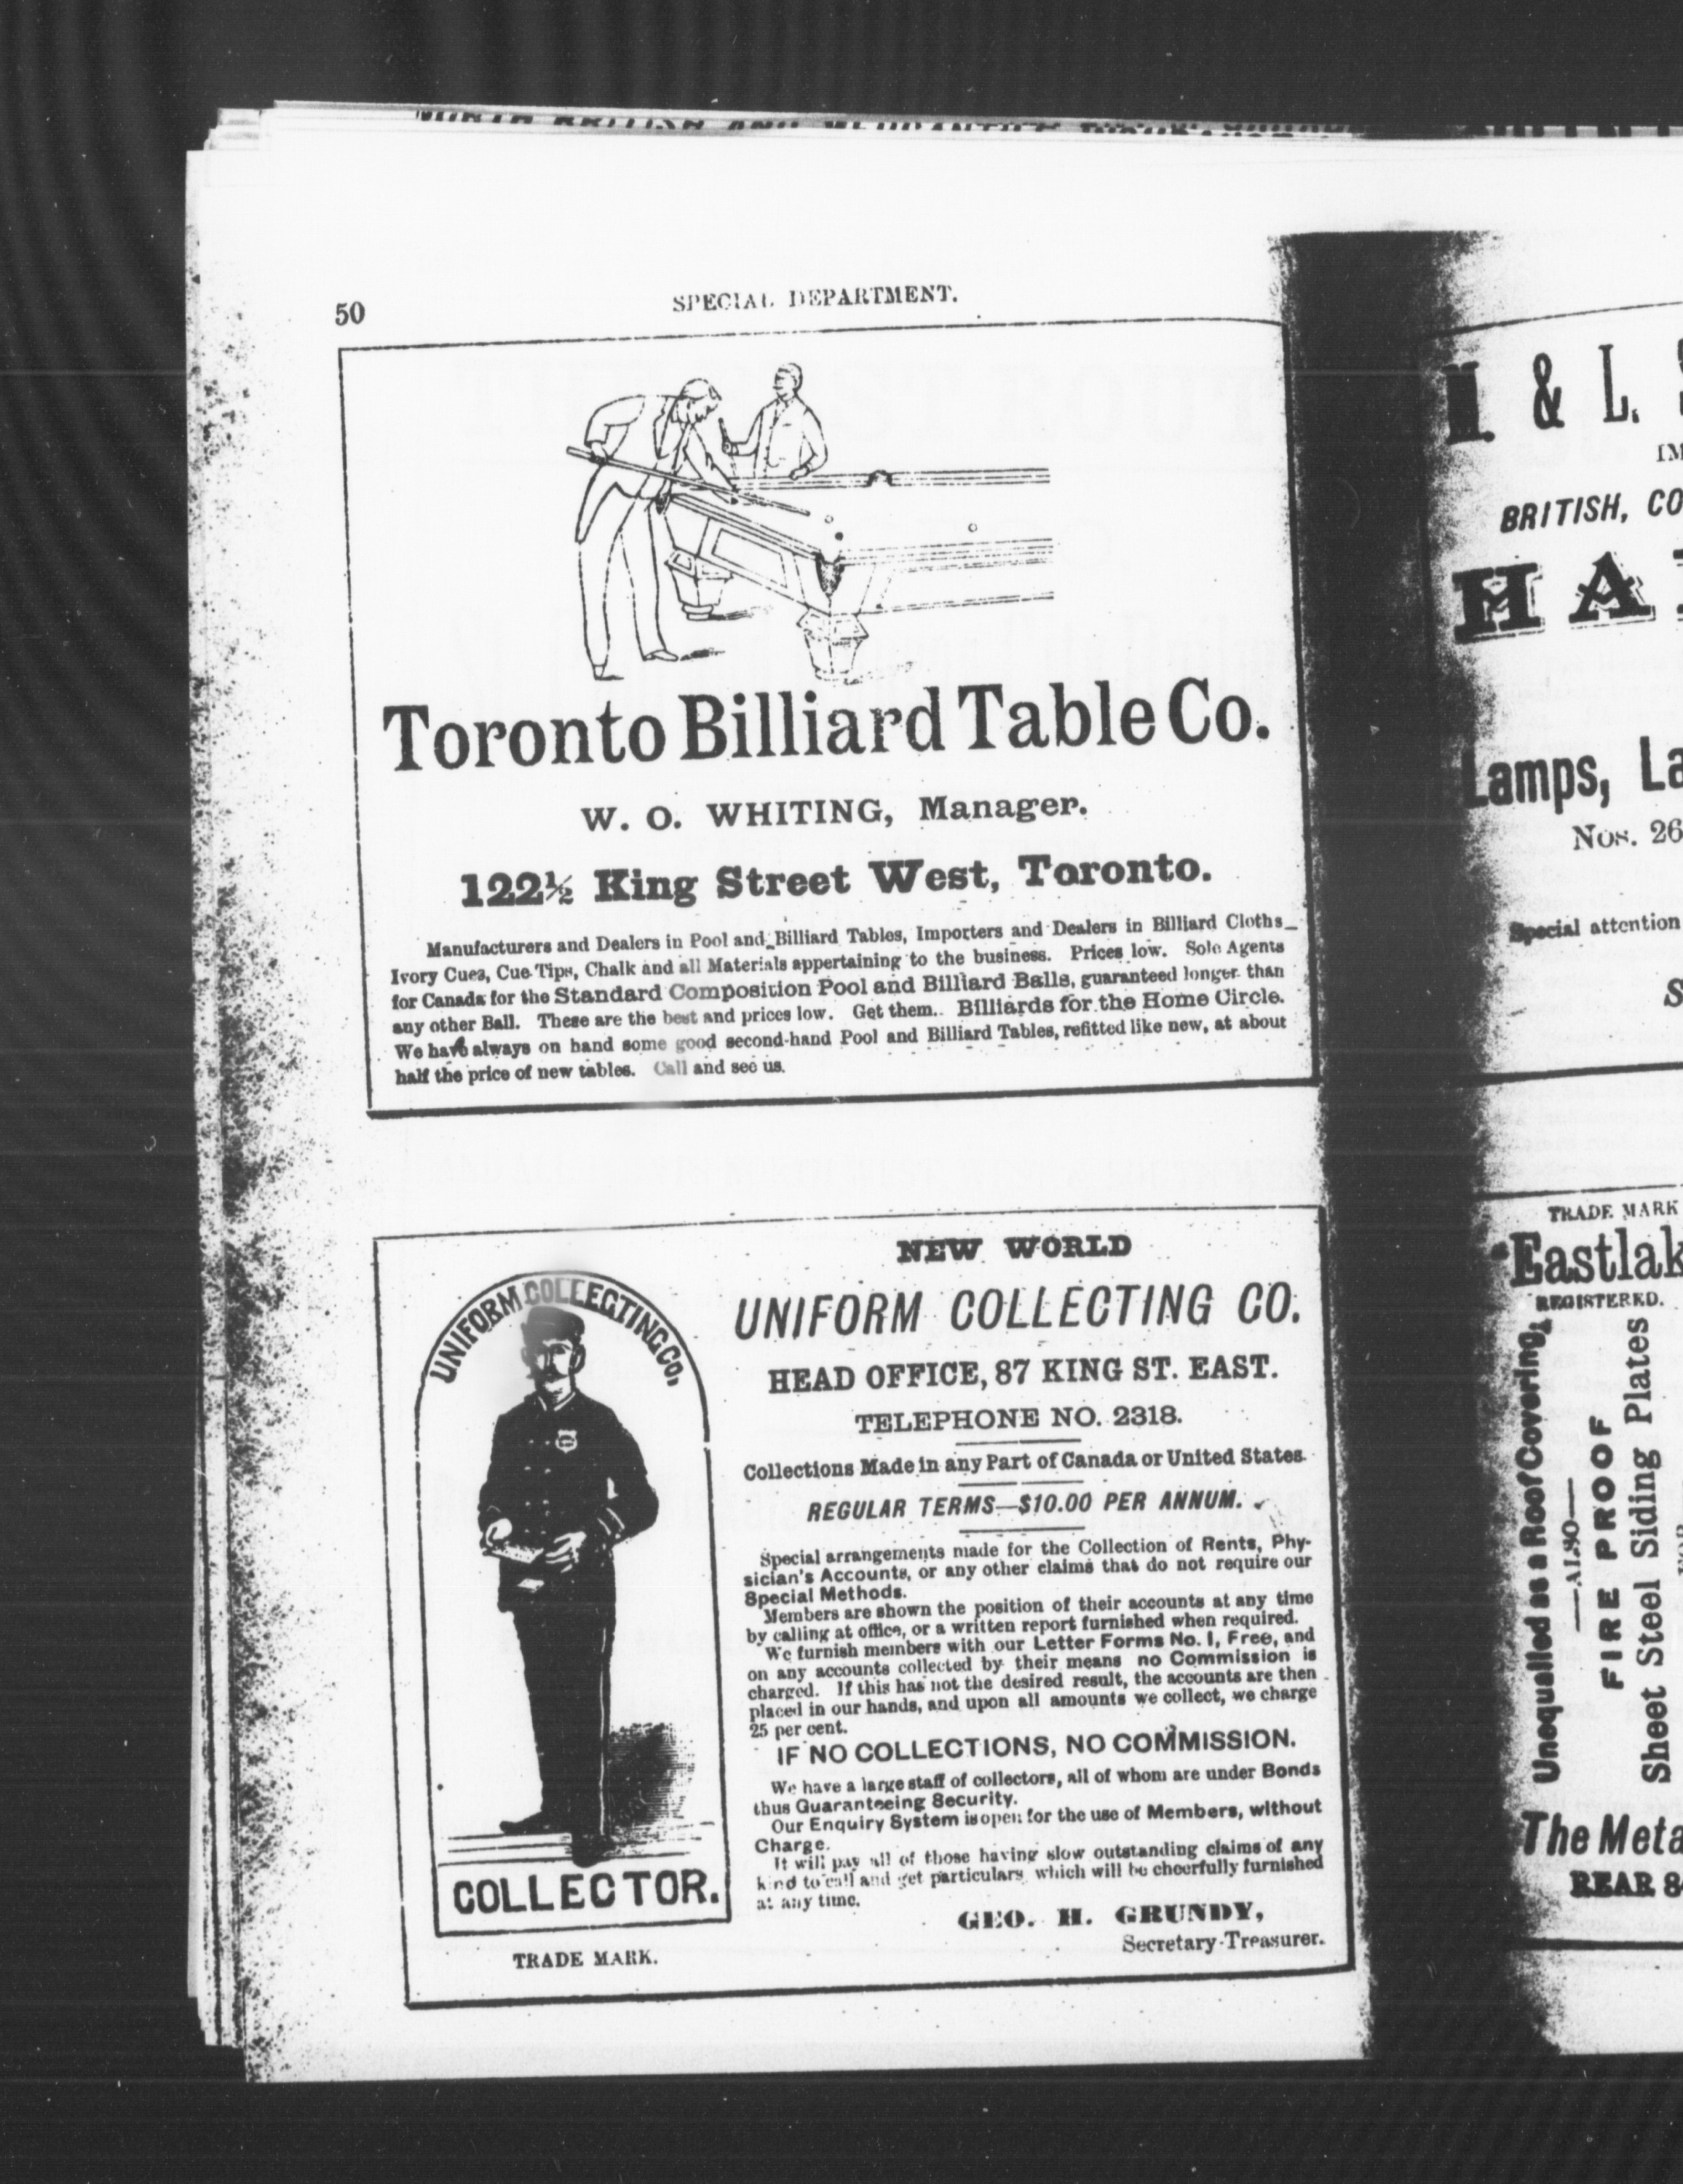 50
SPECIAL DEPARTMENT.
Toronto Billiard Table Co.
W. O. WHITING, Manager.
122½ King Street West, Toronto.
Manufacturers and Dealers in Pool and Billiard Tables, Importers and Dealers in Billiard Cloths
Ivory Cues, Cue Tips, Chalk and all Materials appertaining to the business. Prices low. Sole Agents
for Canada for the Standard Composition Pool and Billiard Balls, guaranteed longer than
any other Ball. These are the best and prices low. Get them. Billiards for the Home Circle.
We have always on hand some good second-hand Pool and Billiard Tables, refitted like new, at about
half the price of new tables. Call and see us.
UNIFORM COLLECTING CO.
COLLECTOR.
TRADE MARK.
NEW WORLD
UNIFORM COLLECTING CO.
HEAD OFFICE, 87 KING ST. EAST.
TELEPHONE NO. 2318.
Collections Made in any Part of Canada or United States.
REGULAR TERMS—$10.00 PER ANNUM.
Special arrangements made for the Collection of Rents, Phy-
sician's Accounts, or any other claims that do not require our
Special Methods.
Members are shown the position of their accounts at any time
by calling at office, or a written report furnished when required.
We furnish members with our Letter Forms No. 1, Free, and
on any accounts collected by their means no Commission is
charged. If this has not the desired result, the accounts are then
placed in our hands, and upon all amounts we collect, we charge
25 per cent.
IF NO COLLECTIONS, NO COMMISSION.
We have a large staff of collectors, all of whom are under Bonds
thus Guaranteeing Security.
Our Enquiry System is open for the use of Members, without
Charge.
It will pay all of those having slow outstanding claims of any
kind to call and get particulars which will be cheerfully furnished
at any time.
GEO. H. GRUNDY,
Secretary-Treasurer.
& L.
IM
BRITISH, CO
HA
Lamps, La
Nos. 26
Special attention
S
TRADE MARK
"Eastlak
REGISTERED.
Unequalled as a Roof Covering,
—ALSO—
FIRE PROOF
Sheet Steel Siding Plates
The Meta
REAR 8